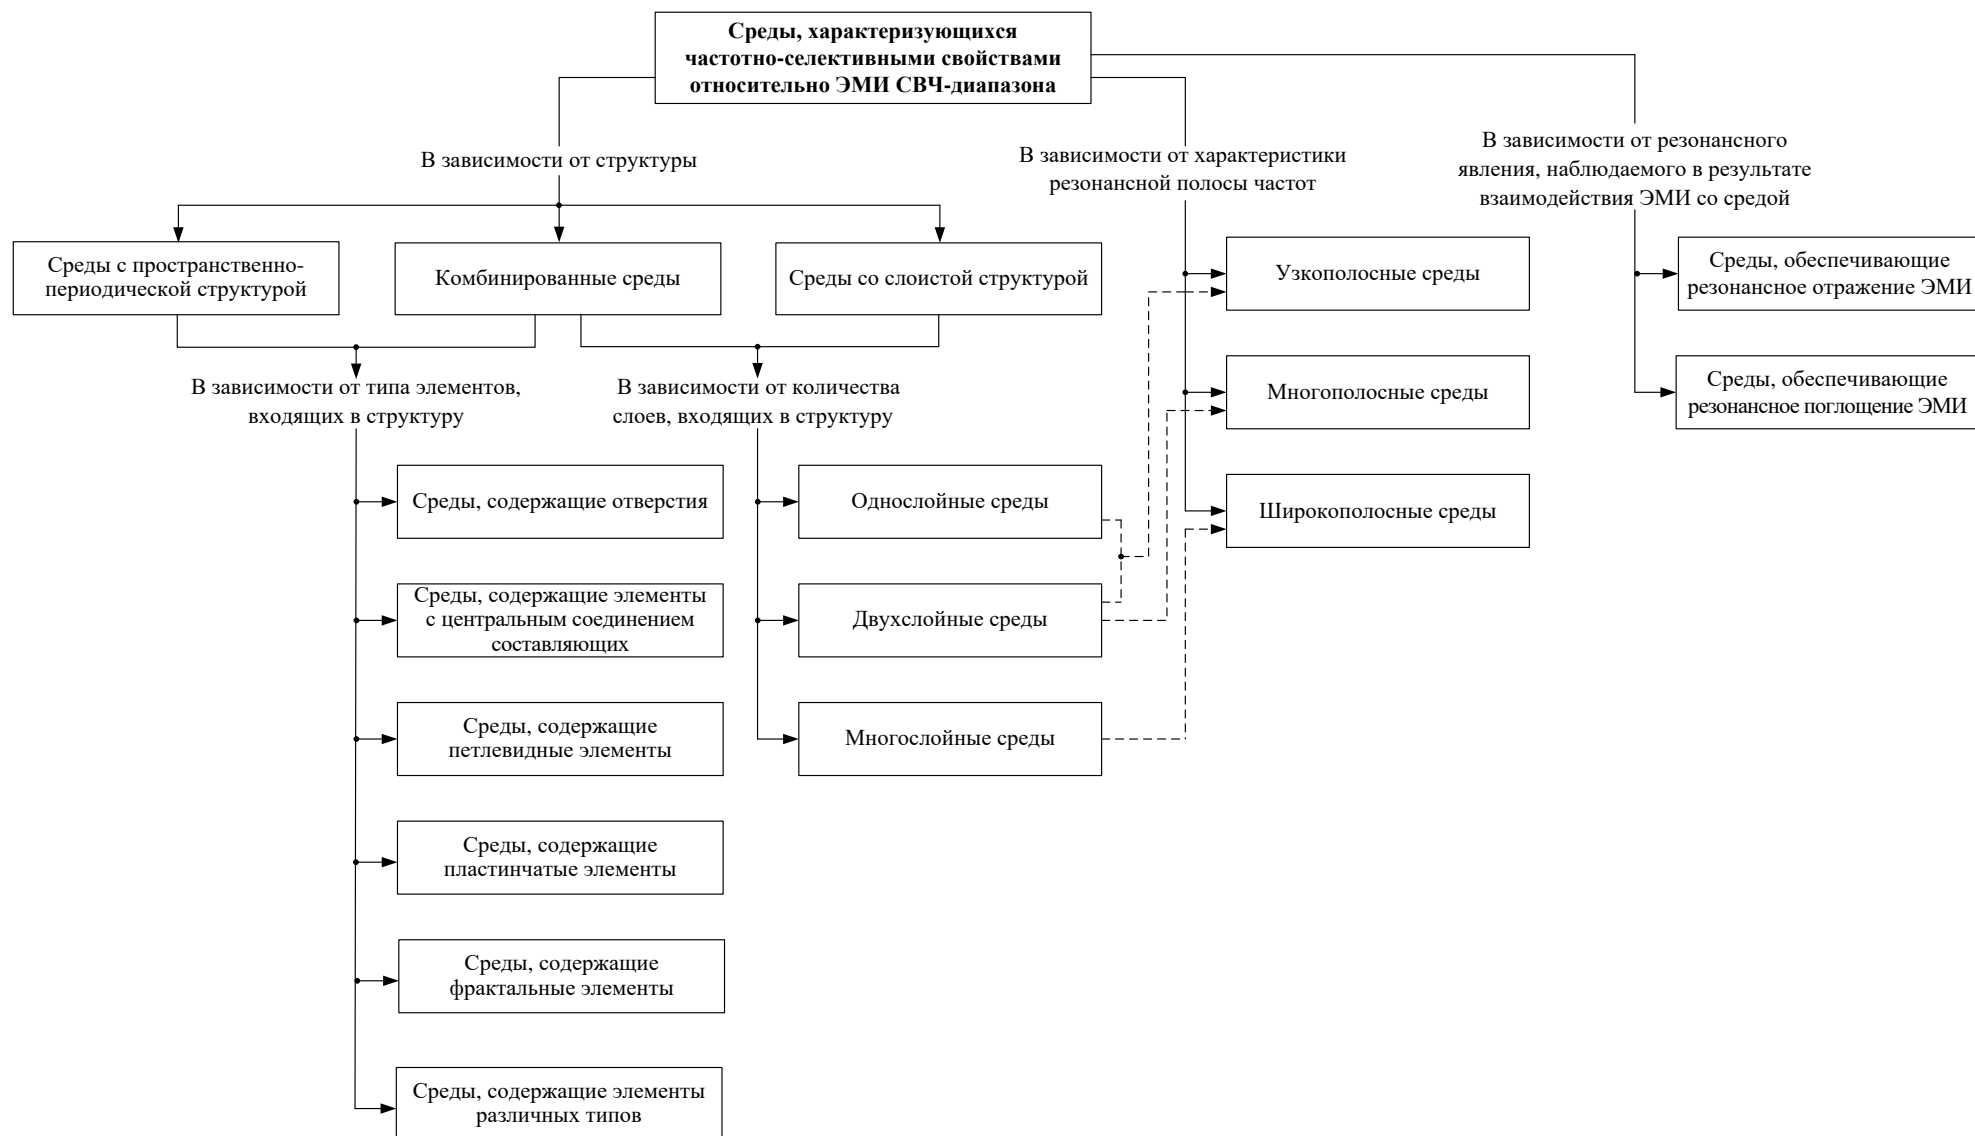 Среды, характеризующихся
частотно-селективными свойствами
относительно ЭМИ СВЧ-диапазона
В зависимости от структуры
В зависимости от характеристики
резонансной полосы частот
В зависимости от резонансного
явления, наблюдаемого в результате
взаимодействия ЭМИ со средой
Среды с пространственно-
периодической структурой
Комбинированные среды
Среды со слоистой структурой
Узкополосные среды
Среды, обеспечивающие
резонансное отражение ЭМИ
В зависимости от типа элементов,
входящих в структуру
В зависимости от количества
слоев, входящих в структуру
Многополосные среды
Среды, обеспечивающие
резонансное поглощение ЭМИ
Среды, содержащие отверстия
Однослойные среды
Широкополосные среды
Среды, содержащие элементы
с центральным соединением
составляющих
Двухслойные среды
Среды, содержащие
петлевидные элементы
Многослойные среды
Среды, содержащие
пластинчатые элементы
Среды, содержащие
фрактальные элементы
Среды, содержащие элементы
различных типов